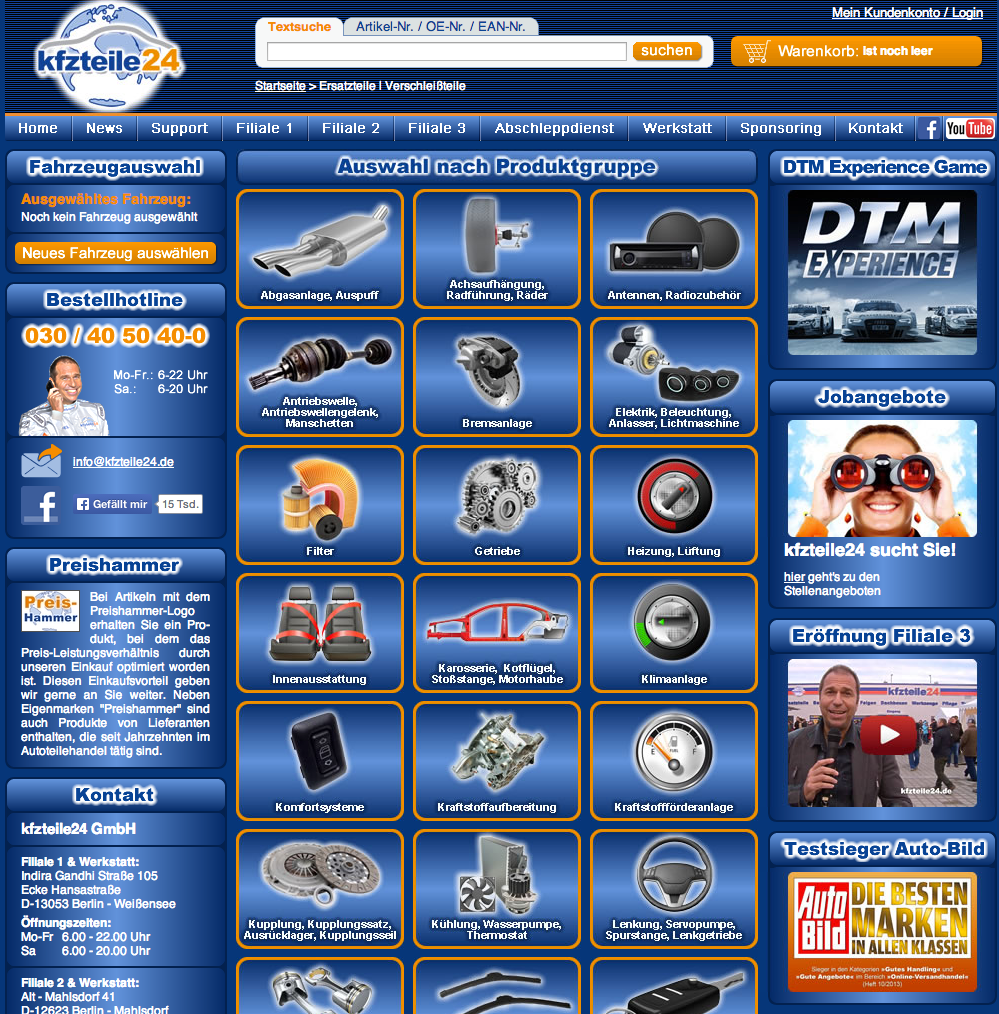 kfzteile24
Mein Kundenkonto / Login
Textsuche
Artikel-Nr. / OE-Nr. / EAN-Nr.
suchen
Warenkorb: ist noch leer
Startseite > Ersatzteile | Verschleißteile
Home
News
Support
Filiale 1
Filiale 2
Filiale 3
Abschleppdienst
Werkstatt
Sponsoring
Kontakt
f
You Tube
Fahrzeugauswahl
Ausgewähltes Fahrzeug:
Noch kein Fahrzeug ausgewählt
Neues Fahrzeug auswählen
Bestellhotline
030 / 40 50 40-0
Mo-Fr.: 6-22 Uhr
Sa.: 6-20 Uhr
info@kfzteile24.de
f
Gefällt mir
15 Tsd.
Preishammer
Preis-
Hammer
Bei Artikeln mit dem
Preishammer-Logo
erhalten Sie ein Pro-
dukt, bei dem das
Preis-Leistungsverhältnis durch
unseren Einkauf optimiert worden
ist. Diesen Einkaufsvorteil geben
wir gerne an Sie weiter. Neben
Eigenmarken "Preishammer" sind
auch Produkte von Lieferanten
enthalten, die seit Jahrzehnten im
Autoteilehandel tätig sind.
Kontakt
kfzteile24 GmbH
Filiale 1 & Werkstatt:
Indira Gandhi Straße 105
Ecke Hansastraße
D-13053 Berlin - Weißensee
Öffnungszeiten:
Mo-Fr 6.00 - 22.00 Uhr
Sa 6.00 - 20.00 Uhr
Filiale 2 & Werkstatt:
Alt - Mahlsdorf 41
D-12623 Berlin - Mahlsdorf
Auswahl nach Produktgruppe
Abgasanlage, Auspuff
Achsaufhängung,
Radführung, Räder
Antennen, Radiozubehör
Antriebswelle,
Antriebswellengelenk,
Manschetten
Bremsanlage
Elektrik, Beleuchtung,
Anlasser, Lichtmaschine
Filter
Getriebe
Heizung, Lüftung
Innenausstattung
Karosserie, Kotflügel,
Stoßstange, Motorhaube
Klimaanlage
Komfortsysteme
Kraftstoffaufbereitung
E
FUEL
F
Kraftstoffförderanlage
Kupplung, Kupplungssatz,
Ausrücklager, Kupplungsseil
Kühlung, Wasserpumpe,
Thermostat
Lenkung, Servopumpe,
Spurstange, Lenkgetriebe
DTM Experience Game
DTM
EXPERIENCE
Jobangebote
kfzteile24 sucht Sie!
hier geht's zu den
Stellenangeboten
Eröffnung Filiale 3
kfzteile24
Felgen Dachboxen Werkzeuge Pflege
kfzteile24.de
Testsieger Auto-Bild
Auto
Bild
DIE BESTEN
MARKEN
IN ALLEN KLASSEN
Sieger in den Kategorien »Gutes Handling« und
»Gute Angebote« im Bereich »Online-Versandhandel«
(Heft 10/2013)